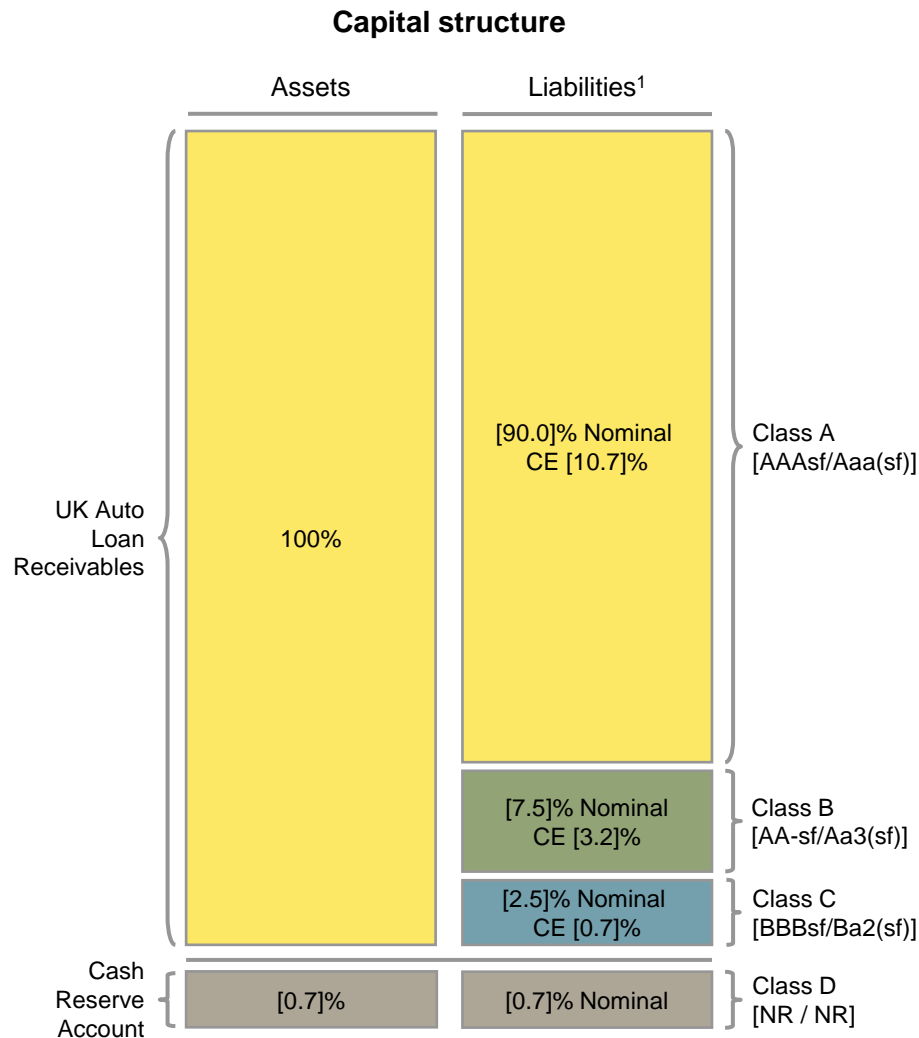 Capital structure
Assets
Liabilities¹
UK Auto
Loan
Receivables
100%
[90.0]% Nominal
CE [10.7]%
Class A
[AAAsf/Aaa(sf)]
[7.5]% Nominal
CE [3.2]%
Class B
[AA-sf/Aa3(sf)]
[2.5]% Nominal
CE [0.7]%
Class C
[BBBsf/Ba2(sf)]
Cash
Reserve
Account
[0.7]%
[0.7]% Nominal
Class D
[NR / NR]